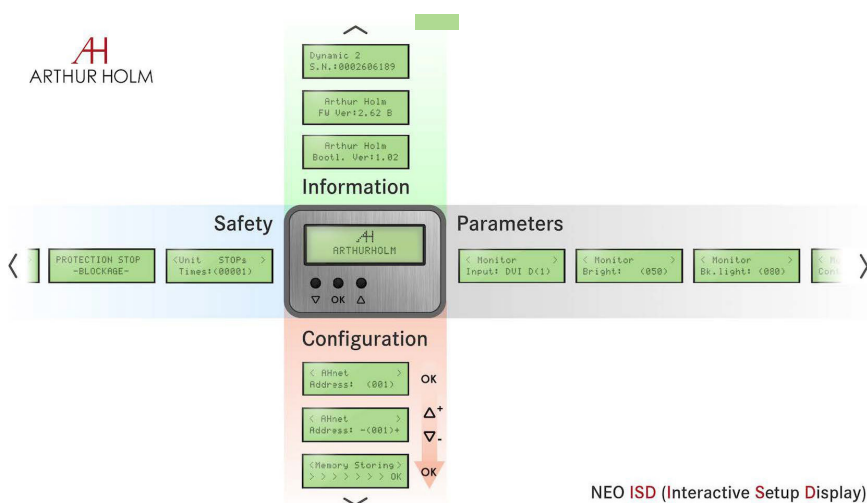 AH
ARTHUR HOLM
Dynamic 2
S.N.:0002606189
Arthur Holm
FW Ver:2.62 B
Arthur Holm
Bootl. Ver:1.02
Information
Safety
Parameters
PROTECTION STOP
-BLOCKAGE-
<Unit STOPs >
Times:(00001)
AH
ARTHURHOLM
OK
< Monitor >
Input: DVI D(1)
< Monitor >
Bright: (050)
< Monitor >
Bk.light: (080)
Configuration
< AHnet >
Address: (001)
OK
< AHnet >
Address: -(001)+
+
-
<Memory Storing>
> > > > > > > OK
OK
NEO ISD (Interactive Setup Display)